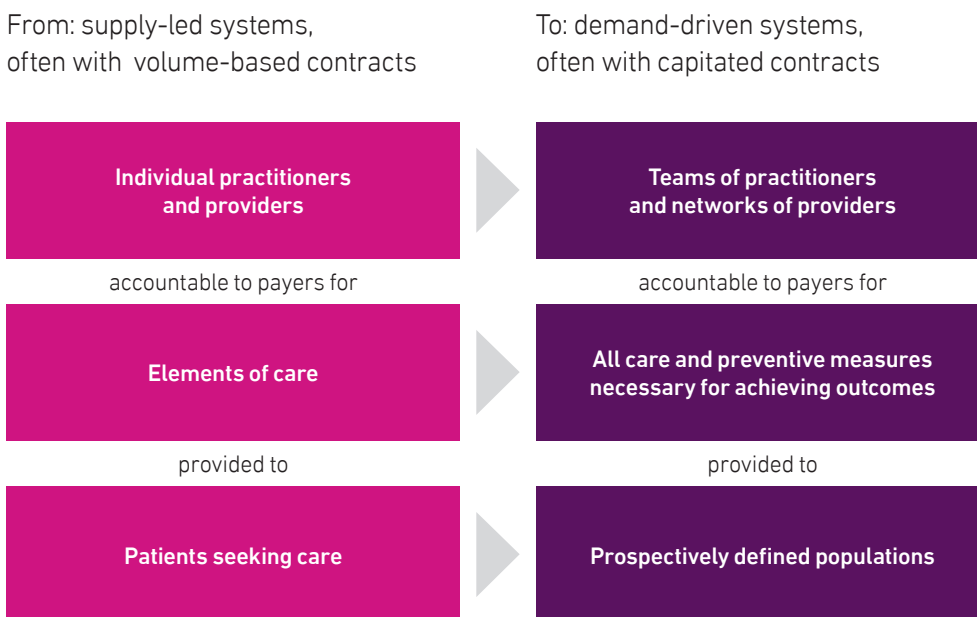 From: supply-led systems,
often with volume-based contracts
To: demand-driven systems,
often with capitated contracts
Individual practitioners
and providers
Teams of practitioners
and networks of providers
accountable to payers for
accountable to payers for
Elements of care
All care and preventive measures
necessary for achieving outcomes
provided to
provided to
Patients seeking care
Prospectively defined populations